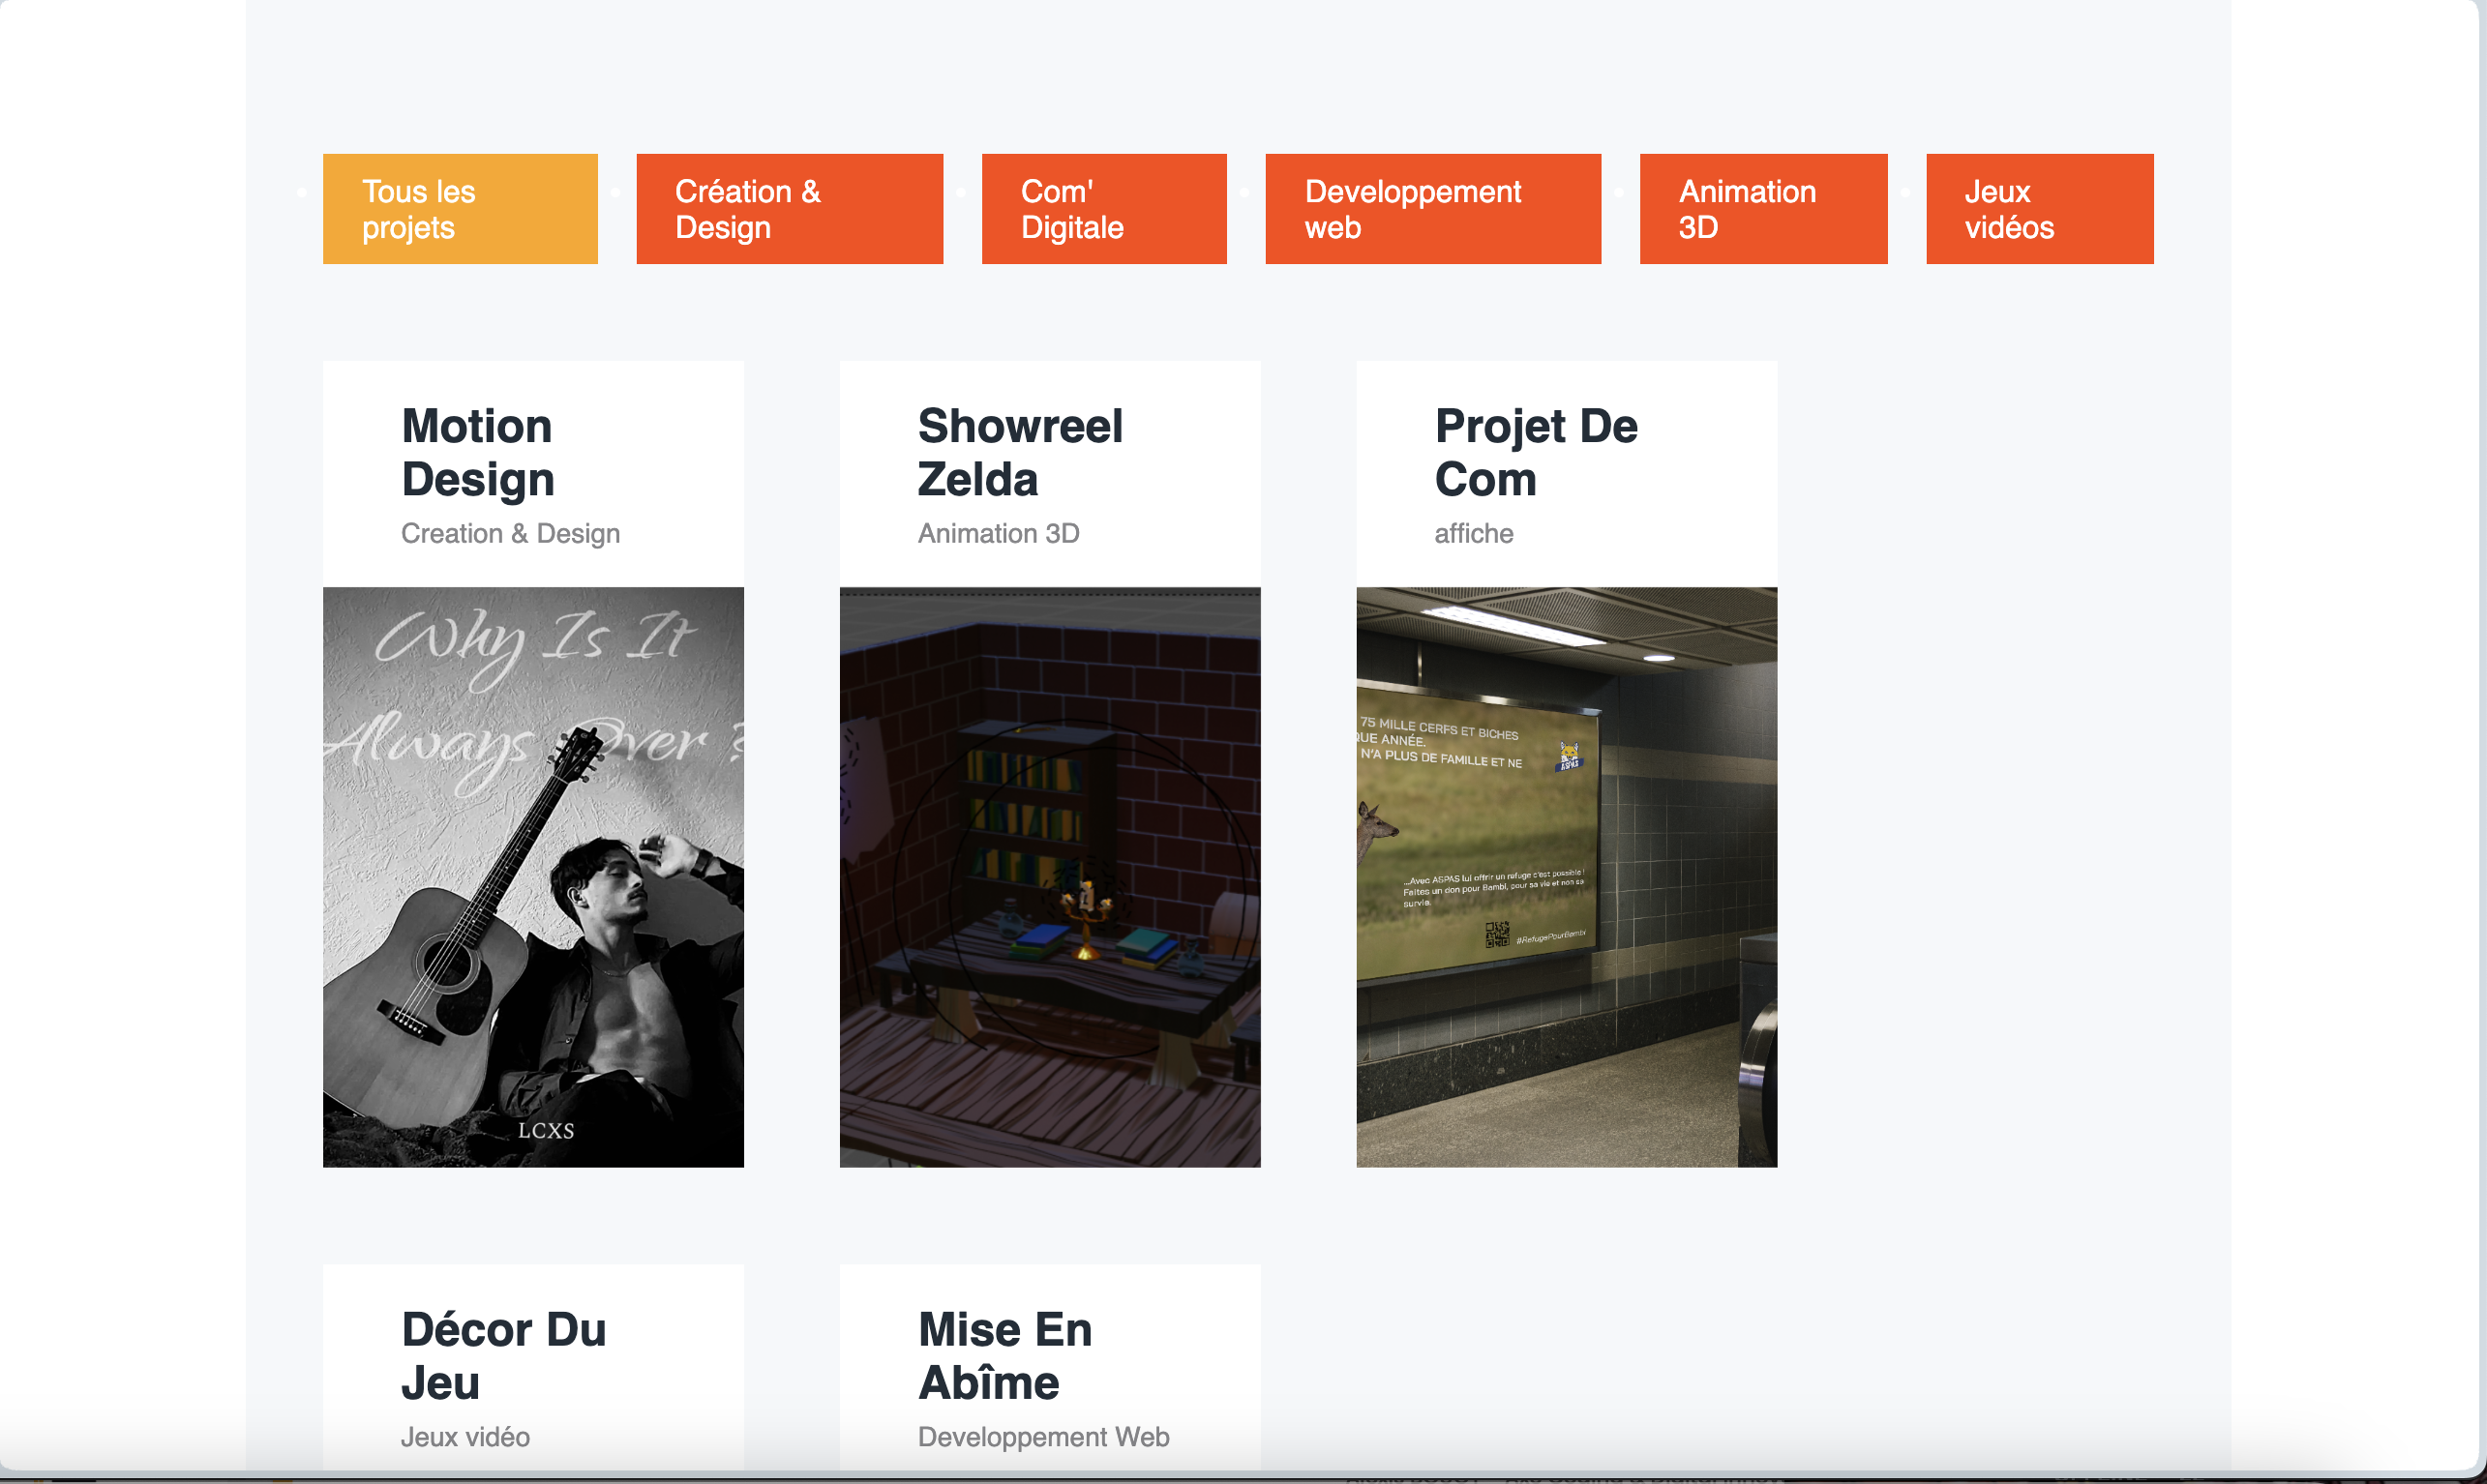 Tous les
projets
Création &
Design
Com'
Digitale
Developpement
web
Animation
3D
Jeux
vidéos
Motion
Design
Creation & Design
Showreel
Zelda
Animation 3D
Projet De
Com
affiche
Why Is It
Always Over ?
LCXS
75 MILLE CERFS ET BICHES
QUE ANNÉE.
N'A PLUS DE FAMILLE ET NE
ASPAS
...Avec ASPAS lui offrir un refuge c'est possible !
Faites un don pour Bambi, pour sa vie et non sa
survie.
#RefugePourBambi
Décor Du
Jeu
Jeux vidéo
Mise En
Abîme
Developpement Web